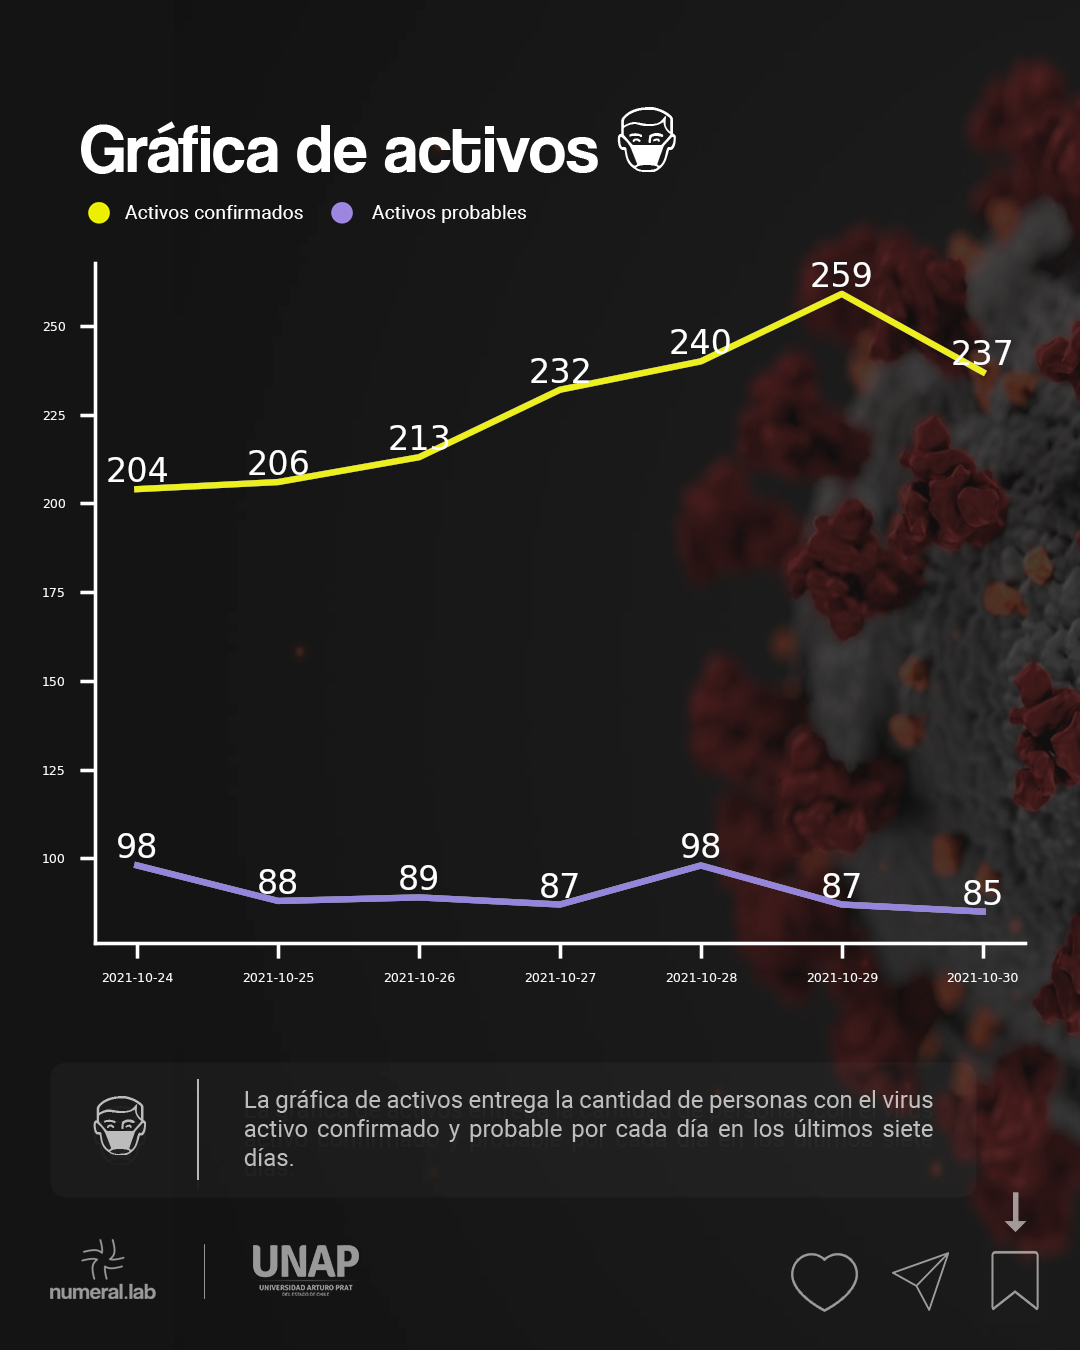 Gráfica de activos
Activos confirmados Activos probables
259
250
240
237
232
225
213
206
204
200
175
150
125
100
98 88 89 87 98 87 85
2021-10-24 2021-10-25 2021-10-26 2021-10-27 2021-10-28 2021-10-29 2021-10-30
La gráfica de activos entrega la cantidad de personas con el virus
activo confirmado y probable por cada día en los últimos siete
días.
numeral.lab
UNAP
UNIVERSIDAD ARTURO PRAT
DEL ESTADO DE CHILE